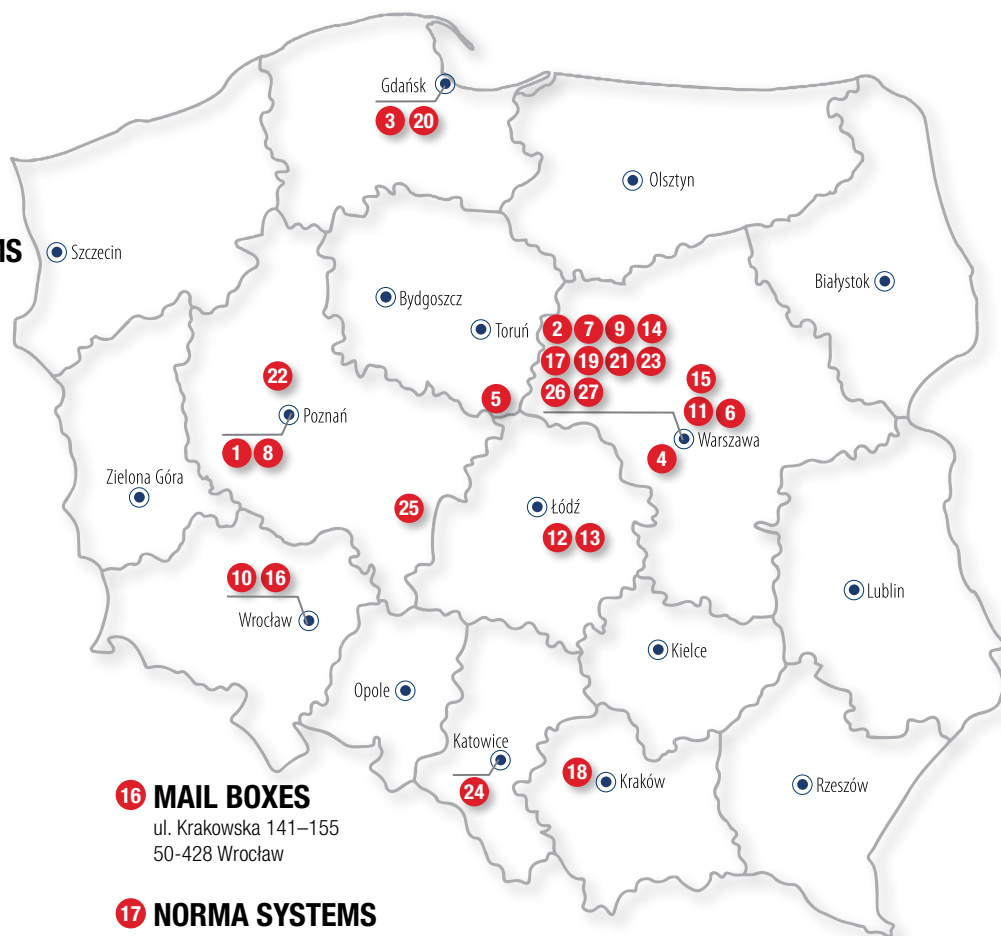 Gdańsk
3 20
Olsztyn
MS
Szczecin
Białystok
Bydgoszcz
Toruń
2 7 9 14
17 19 21 23
26 27
15
22
5
11 6
Poznań
Warszawa
1 8
4
Zielona Góra
25
Łódź
12 13
10 16
Lublin
Wrocław
Kielce
Opole
Katowice
18
Kraków
Rzeszów
24
16 MAIL BOXES
ul. Krakowska 141–155
50-428 Wrocław
17 NORMA SYSTEMS